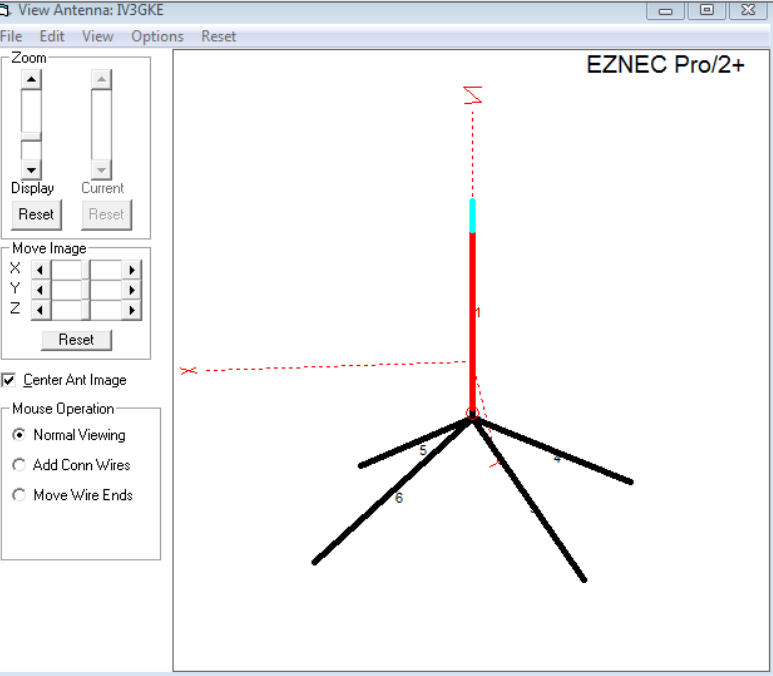 View Antenna: IV3GKE
File Edit View Options Reset
Zoom
Display Current
Reset Reset
Move Image
X
Y
Z
Reset
Center Ant Image
Mouse Operation
Normal Viewing
Add Conn Wires
Move Wire Ends
EZNEC Pro/2+
Z
1
X
5
4
6